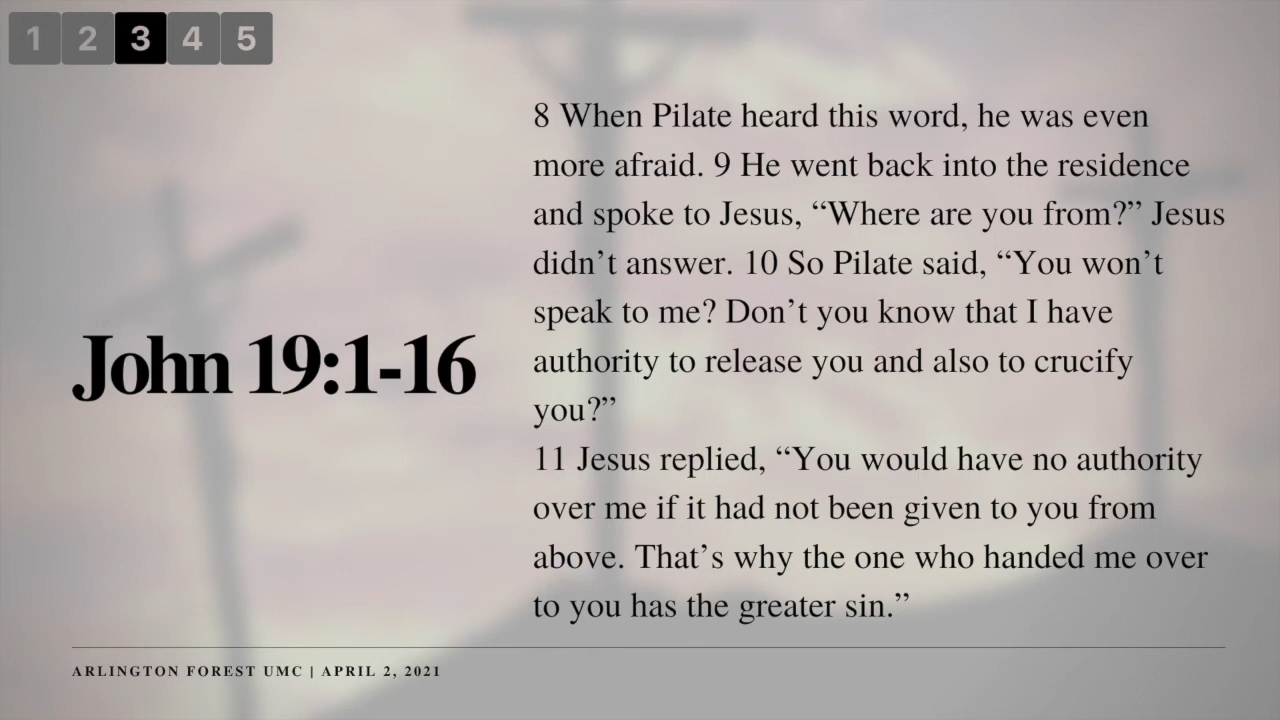 1 2 3 4 5
8 When Pilate heard this word, he was even
more afraid. 9 He went back into the residence
and spoke to Jesus, “Where are you from?” Jesus
didn’t answer. 10 So Pilate said, “You won’t
speak to me? Don’t you know that I have
authority to release you and also to crucify
you?”
11 Jesus replied, “You would have no authority
over me if it had not been given to you from
above. That’s why the one who handed me over
to you has the greater sin.”
John 19:1-16
ARLINGTON FOREST UMC | APRIL 2, 2021